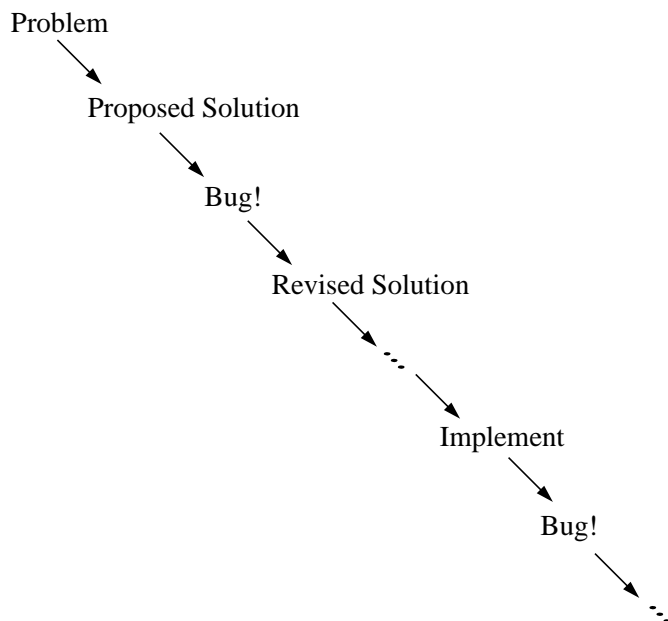 Problem
Proposed Solution
Bug!
Revised Solution
Implement
Bug!